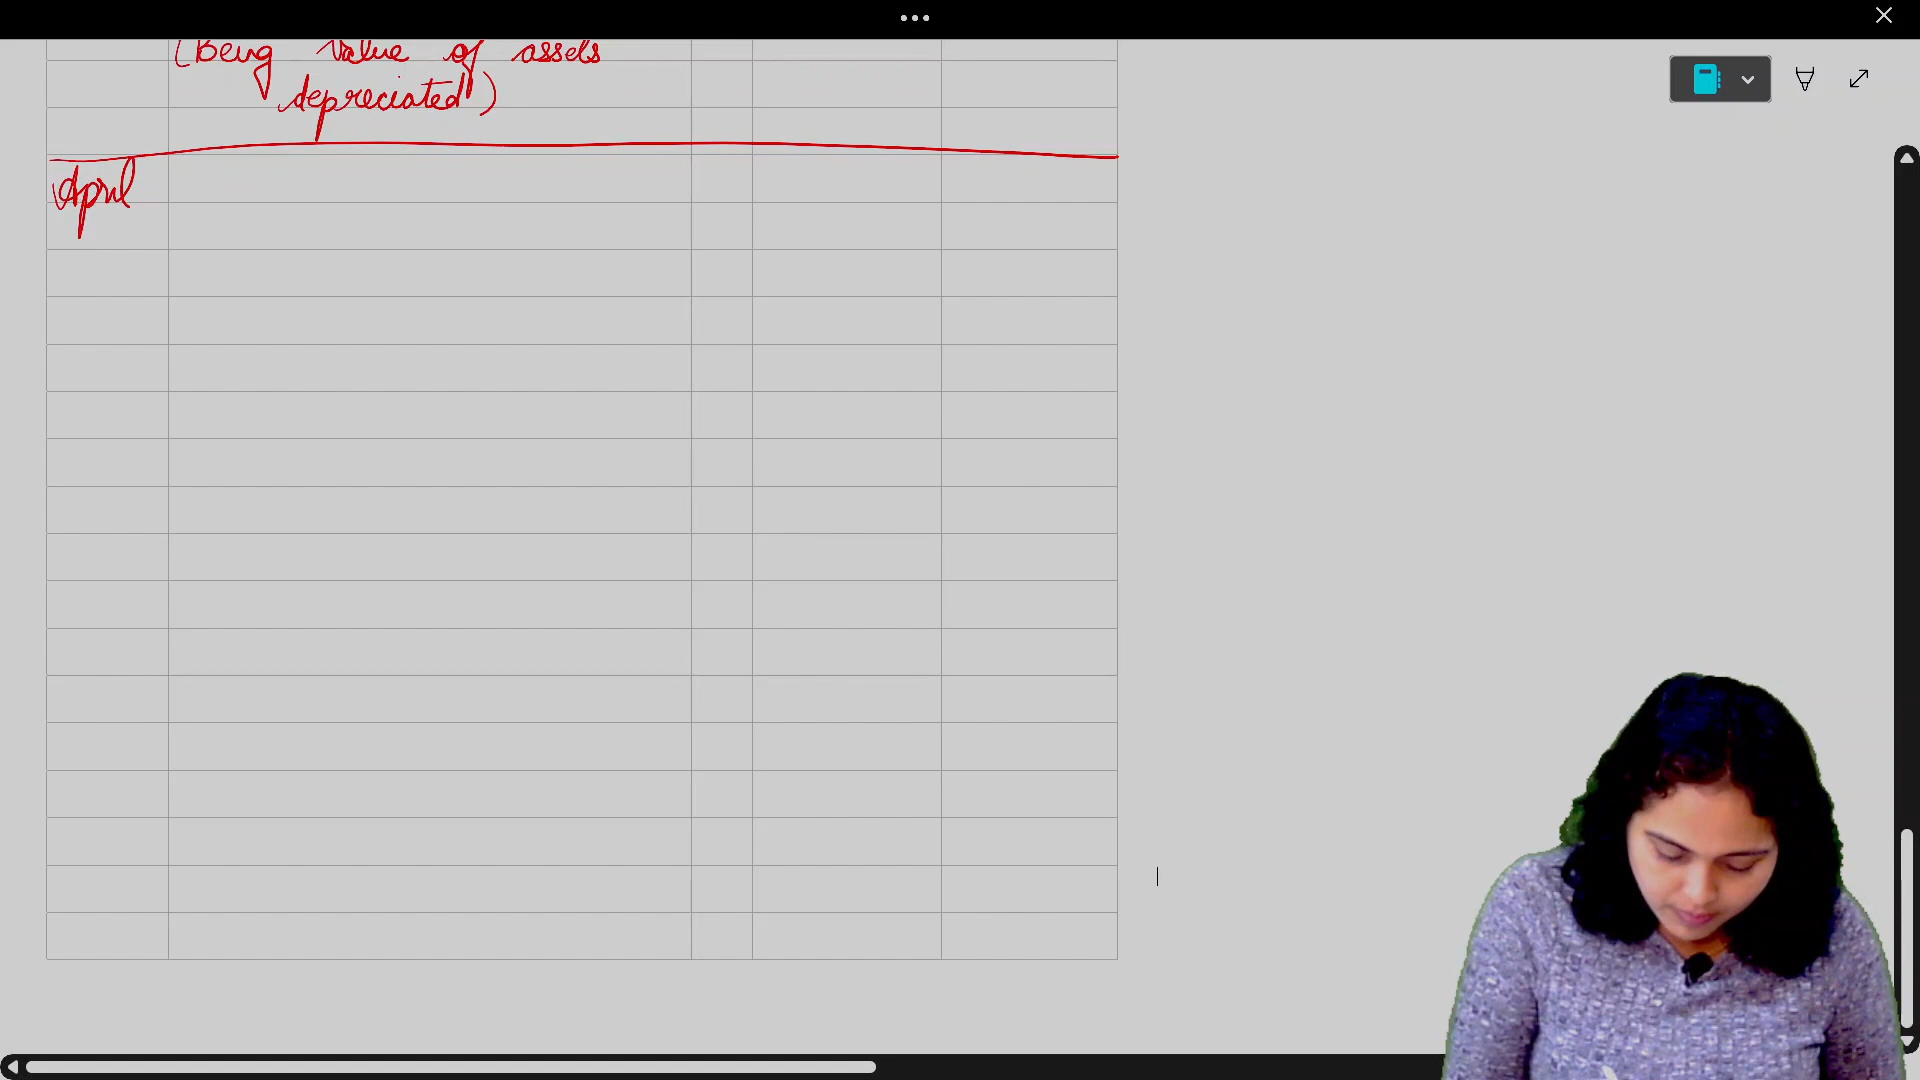 (Being value of assets
depreciated)
April